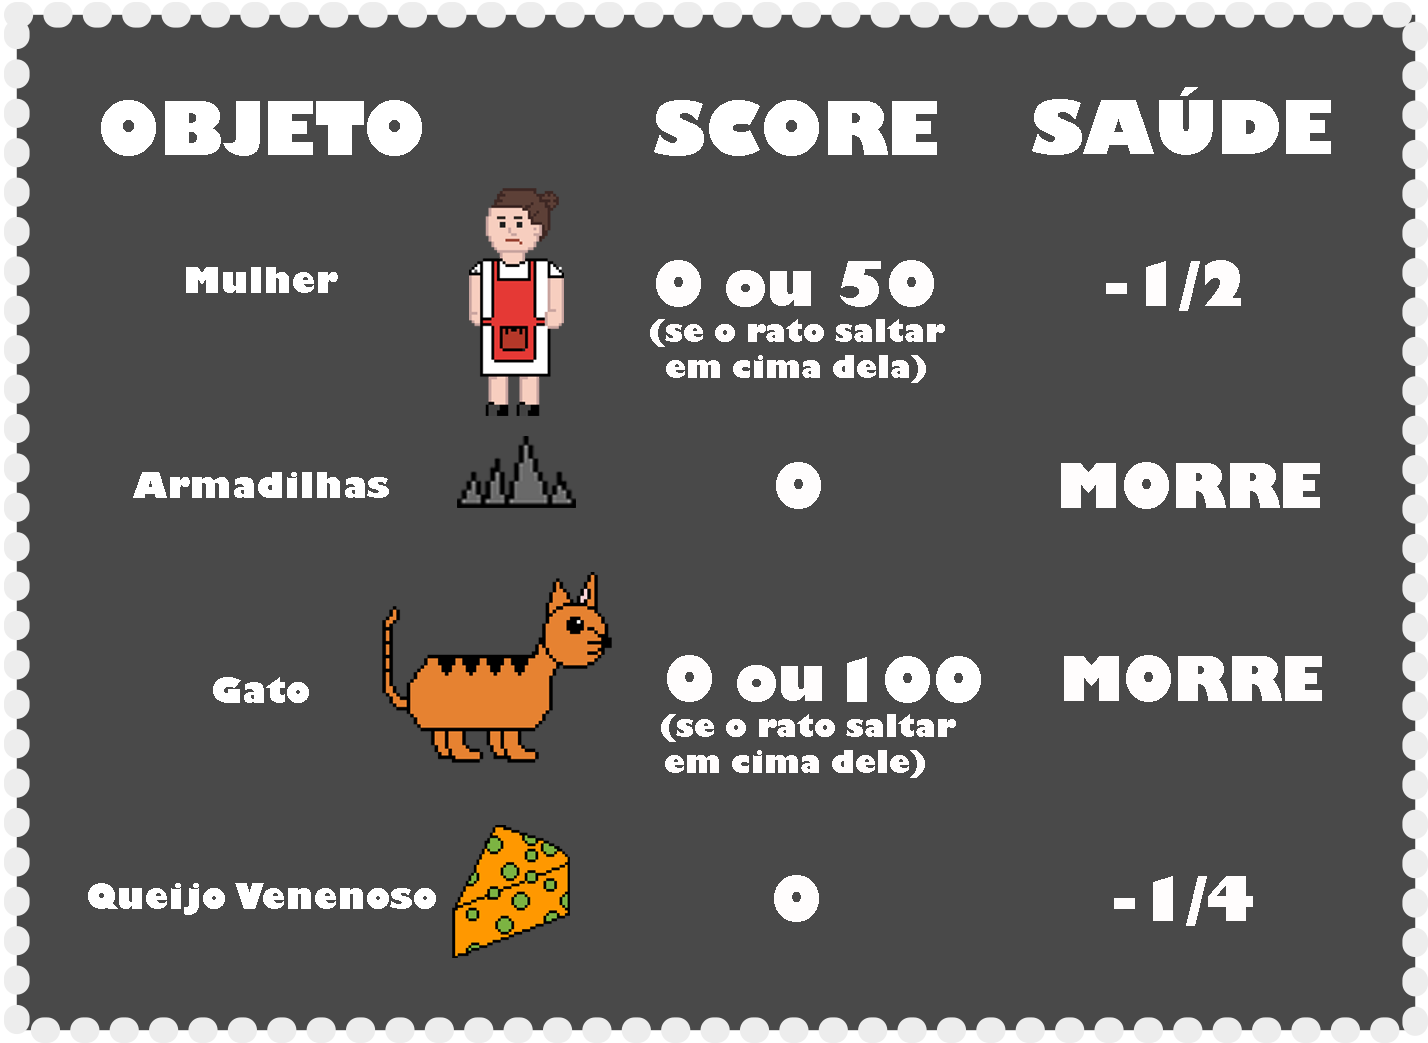 OBJETO SCORE SAÚDE
Mulher 0 ou 50 -1/2
(se o rato saltar
em cima dela)
Armadilhas 0 MORRE
Gato 0 ou 100 MORRE
(se o rato saltar
em cima dele)
Queijo Venenoso 0 -1/4